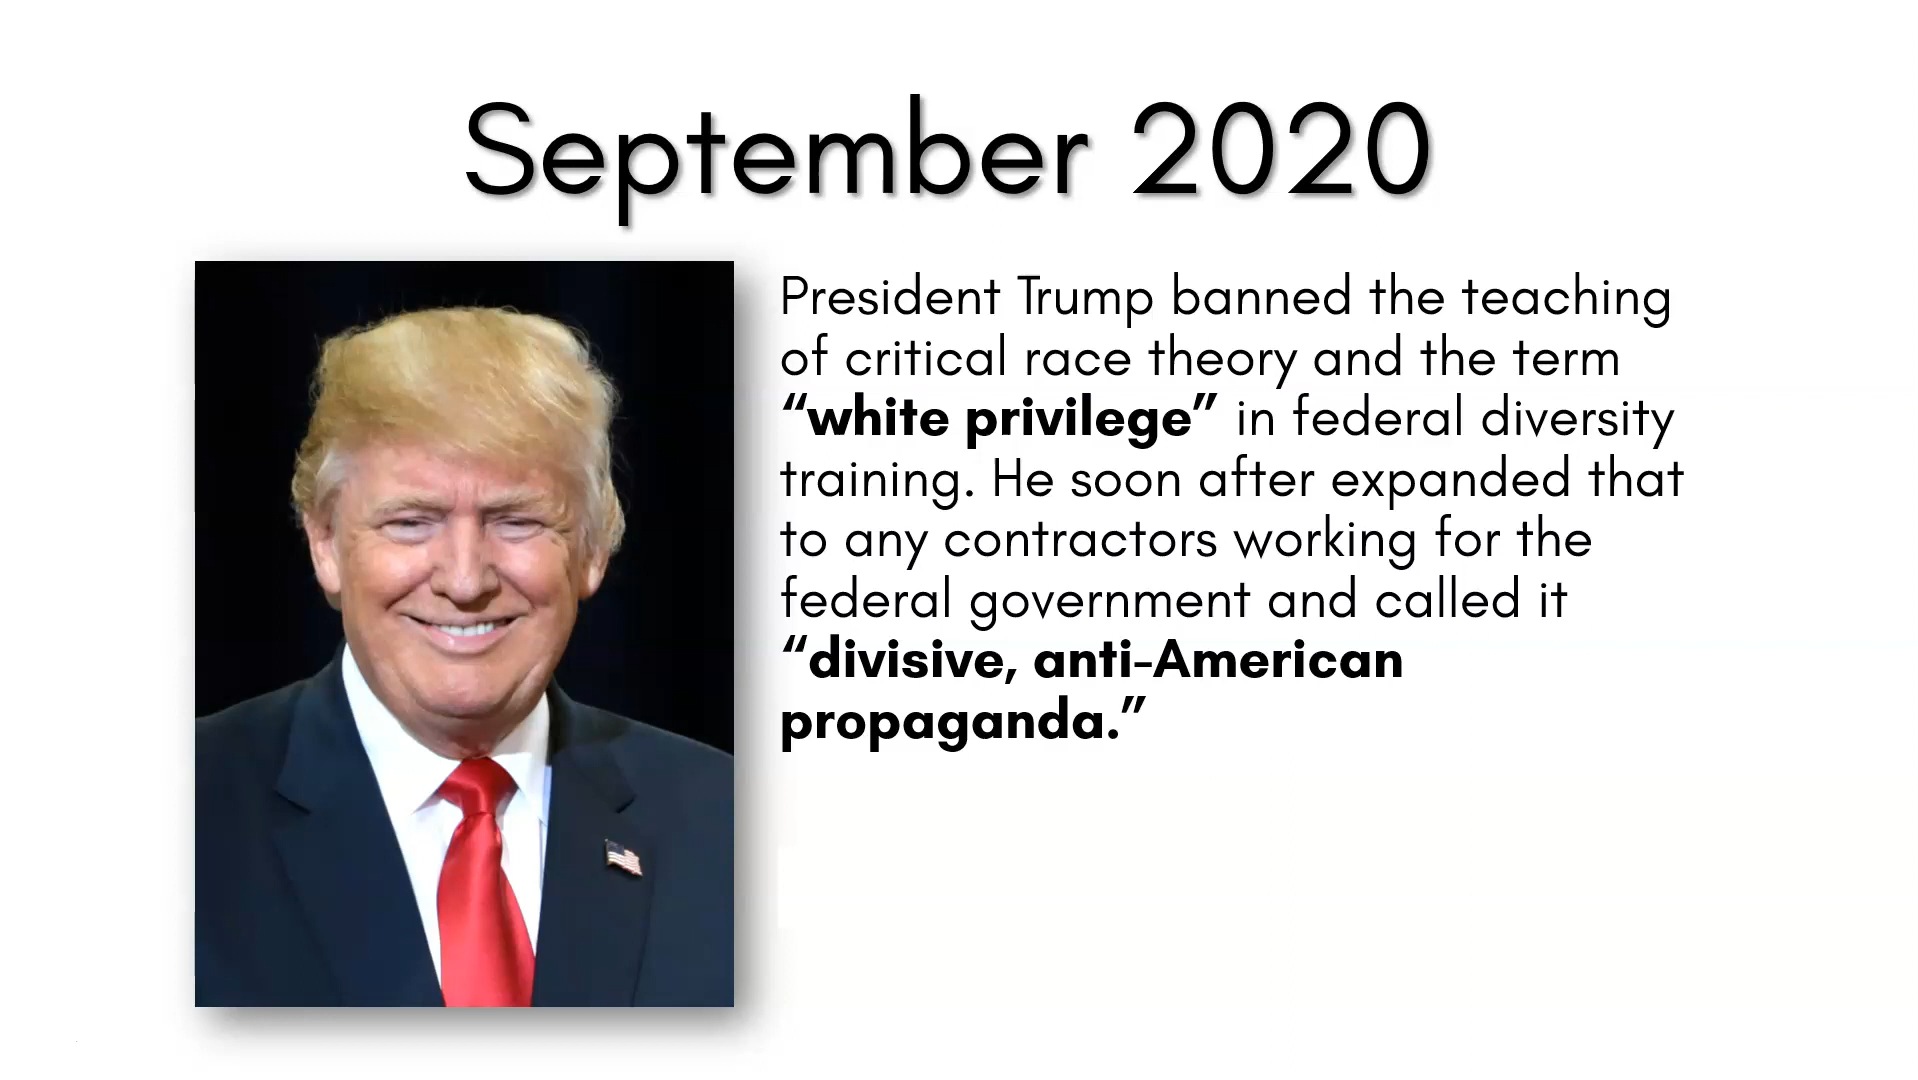 September 2020
President Trump banned the teaching
of critical race theory and the term
“white privilege” in federal diversity
training. He soon after expanded that
to any contractors working for the
federal government and called it
“divisive, anti-American
propaganda.”